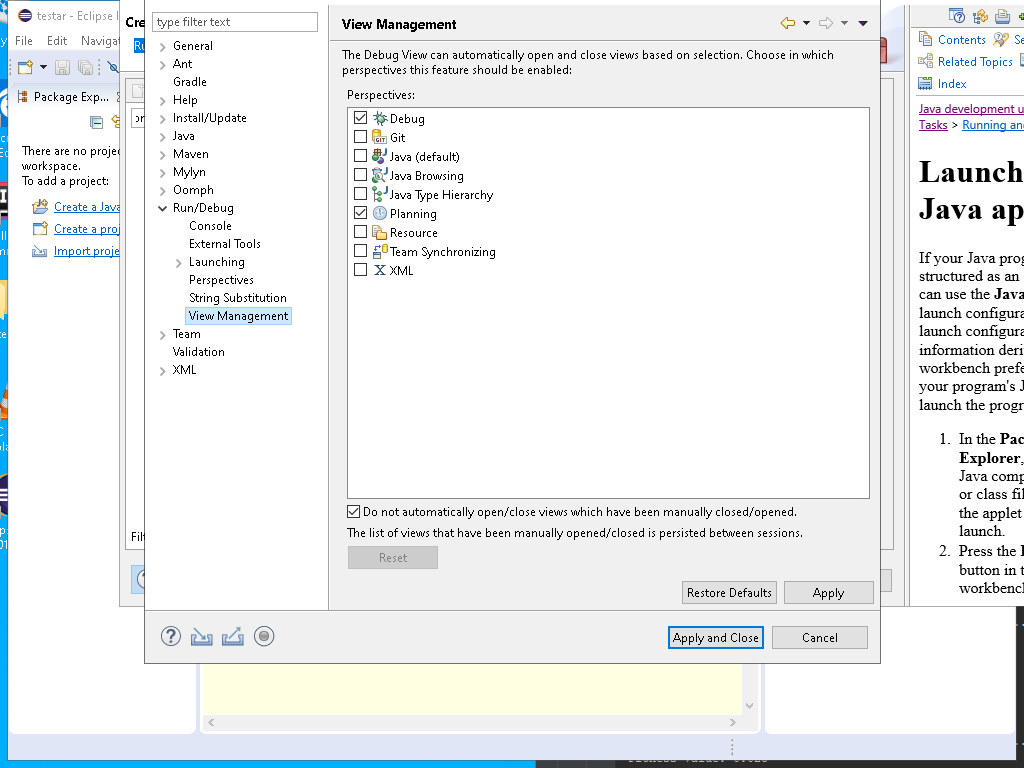 testar - Eclipse
File Edit Navigat
Package Exp...
There are no projec
workspace.
To add a project:
Create a Java
Create a proj
Import proje
Cre
Ru
Filt
type filter text
General
Ant
Gradle
Help
Install/Update
Java
Maven
Mylyn
Oomph
Run/Debug
Console
External Tools
Launching
Perspectives
String Substitution
View Management
Team
Validation
XML
View Management
The Debug View can automatically open and close views based on selection. Choose in which
perspectives this feature should be enabled:
Perspectives:
Debug
Git
Java (default)
Java Browsing
Java Type Hierarchy
Planning
Resource
Team Synchronizing
XML
Do not automatically open/close views which have been manually closed/opened.
The list of views that have been manually opened/closed is persisted between sessions.
Reset
Restore Defaults
Apply
Apply and Close
Cancel
Contents
Se
Related Topics
Index
Java development u
Tasks > Running an
Launch
Java ap
If your Java prog
structured as an
can use the Java
launch configura
launch configura
information deri
workbench prefe
your program's J
launch the progr
1. In the Pac
Explorer,
Java comp
or class fil
the applet
launch.
2. Press the
button in t
workbench